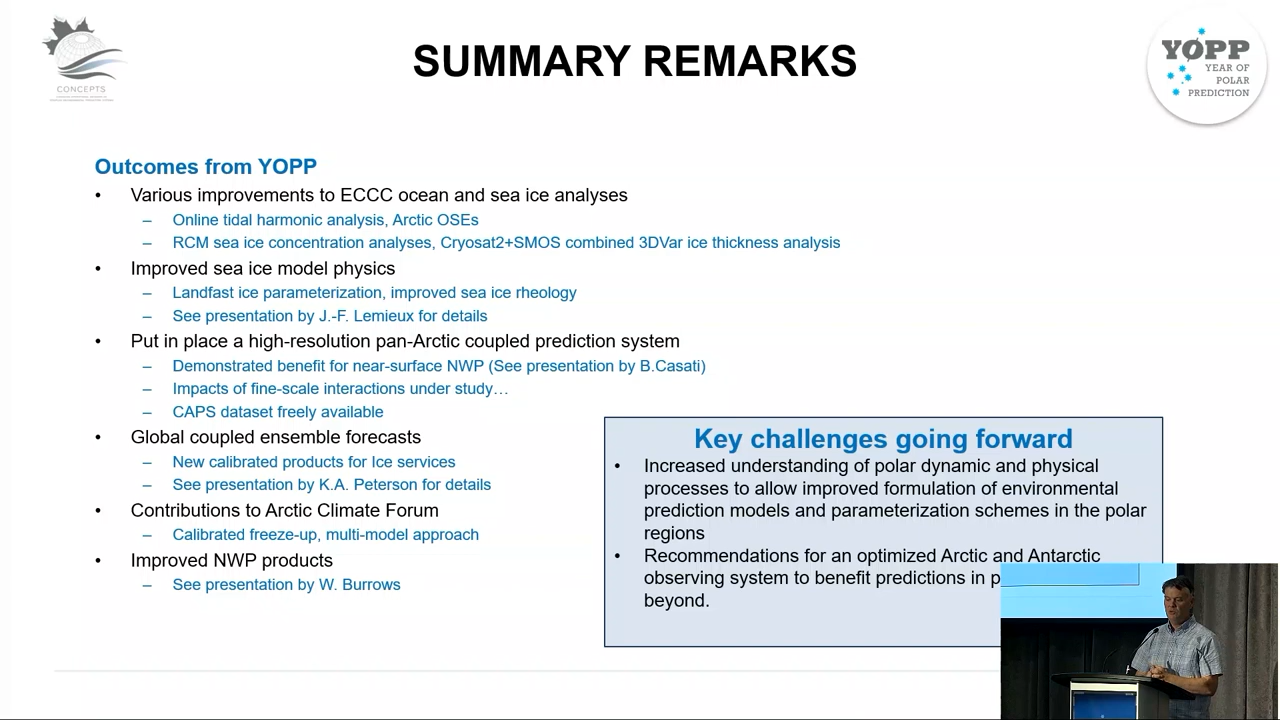 SUMMARY REMARKS
CONCEPTS
YOPP
YEAR OF
POLAR
PREDICTION
Outcomes from YOPP
• Various improvements to ECCC ocean and sea ice analyses
– Online tidal harmonic analysis, Arctic OSEs
– RCM sea ice concentration analyses, Cryosat2+SMOS combined 3DVar ice thickness analysis
• Improved sea ice model physics
– Landfast ice parameterization, improved sea ice rheology
– See presentation by J.-F. Lemieux for details
• Put in place a high-resolution pan-Arctic coupled prediction system
– Demonstrated benefit for near-surface NWP (See presentation by B.Casati)
– Impacts of fine-scale interactions under study…
– CAPS dataset freely available
• Global coupled ensemble forecasts
– New calibrated products for Ice services
– See presentation by K.A. Peterson for details
• Contributions to Arctic Climate Forum
– Calibrated freeze-up, multi-model approach
• Improved NWP products
– See presentation by W. Burrows
Key challenges going forward
• Increased understanding of polar dynamic and physical
processes to allow improved formulation of environmental
prediction models and parameterization schemes in the polar
regions
• Recommendations for an optimized Arctic and Antarctic
observing system to benefit predictions in p
beyond.